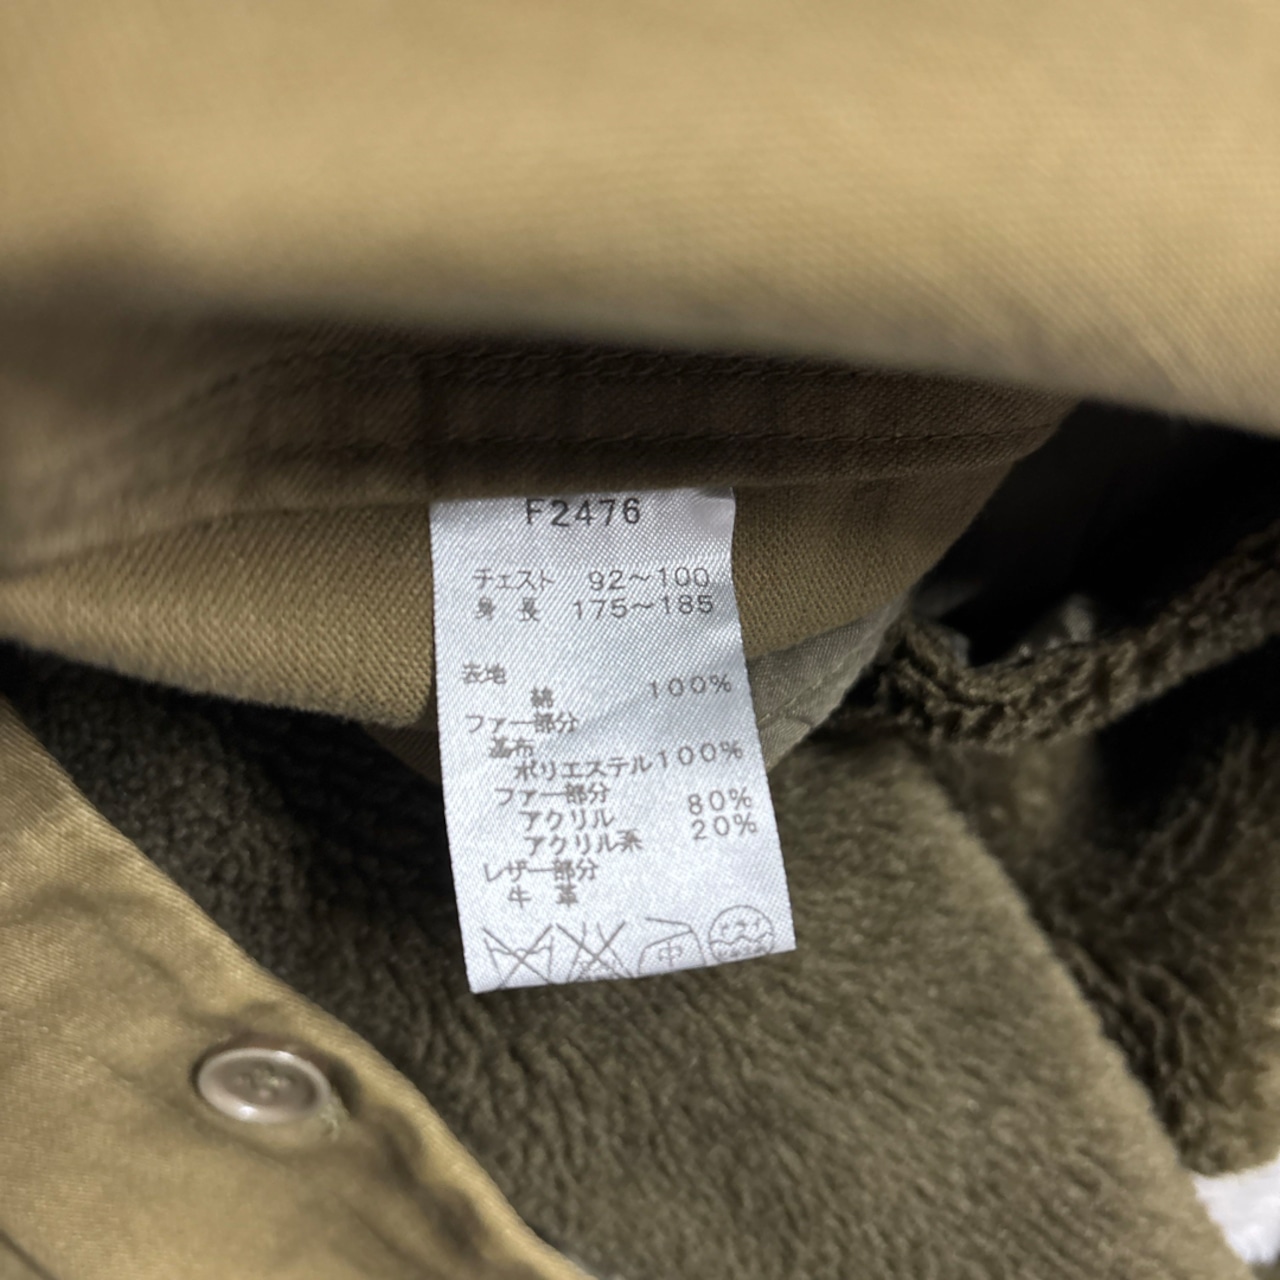 F2476
チェスト 92～100
身長 175～185
表地
綿 100%
ファー部分
基布
ポリエステル100%
ファー部分
アクリル 80%
アクリル系 20%
レザー部分
牛革
中